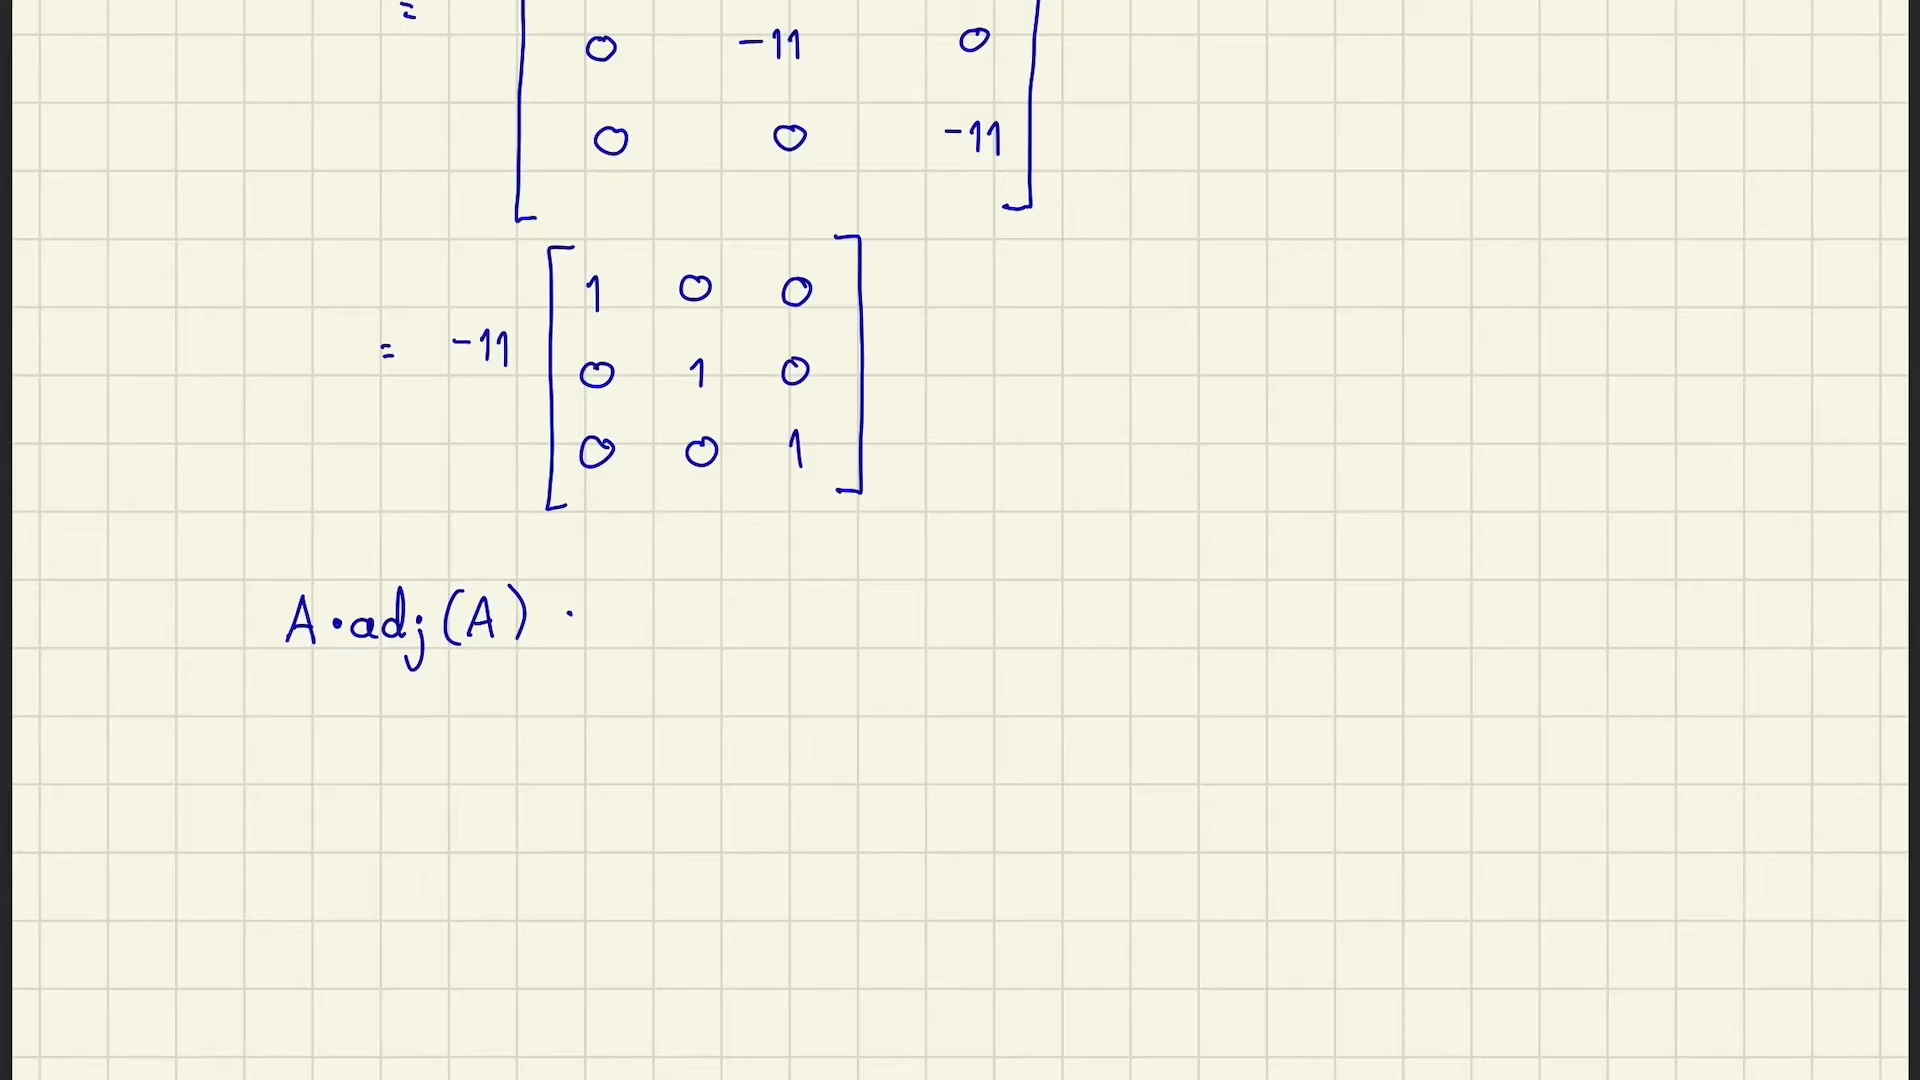 =
0 -11 0
0 0 -11
1 0 0
= -11 0 1 0
0 0 1
A·adj(A) ·